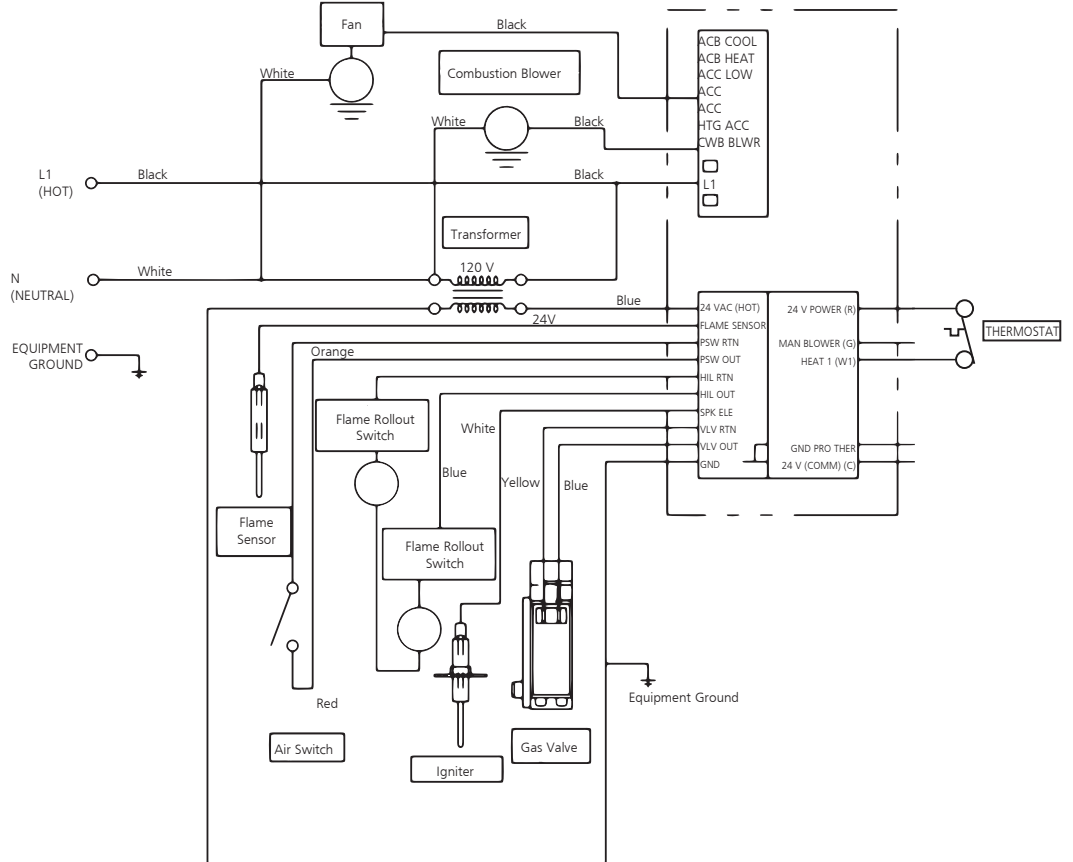 Fan
Black
White
Combustion Blower
White
Black
ACB COOL
ACB HEAT
ACC LOW
ACC
ACC
HTG ACC
CWB BLWR
L1
L1
(HOT)
Black
Black
Transformer
120 V
N
(NEUTRAL)
White
Blue
24V
EQUIPMENT
GROUND
Orange
24 VAC (HOT)
FLAME SENSOR
PSW RTN
PSW OUT
HIL RTN
HIL OUT
SPK ELE
VLV RTN
VLV OUT
GND
24 V POWER (R)
MAN BLOWER (G)
HEAT 1 (W1)
GND PRO THER
24 V (COMM) (C)
THERMOSTAT
Flame Rollout
Switch
White
Blue
Yellow
Blue
Flame
Sensor
Flame Rollout
Switch
Red
Equipment Ground
Air Switch
Igniter
Gas Valve